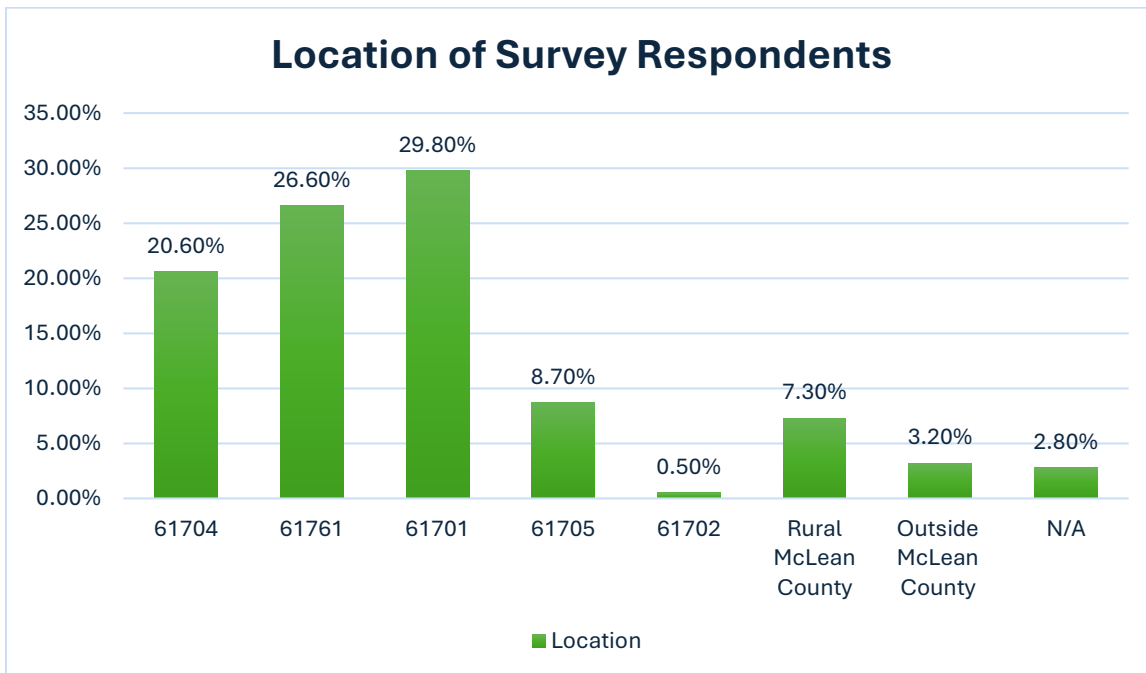 Location of Survey Respondents
35.00%
30.00%
25.00%
20.00%
15.00%
10.00%
5.00%
0.00%
20.60%
26.60%
29.80%
8.70%
0.50%
7.30%
3.20%
2.80%
61704
61761
61701
61705
61702
Rural
McLean
County
Outside
McLean
County
N/A
Location